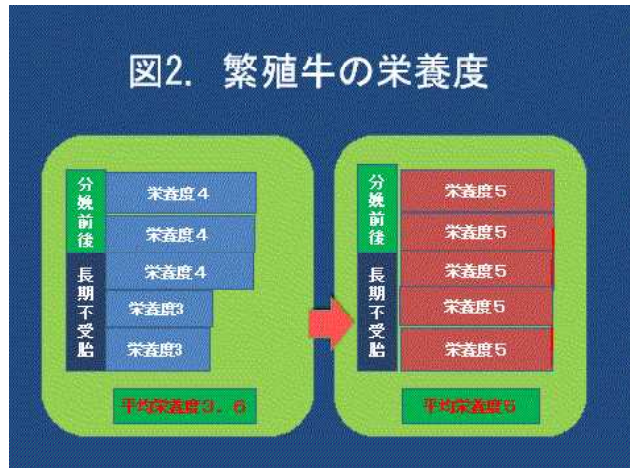 図2. 繁殖牛の栄養度
分娩前後
長期不受胎
栄養度4
栄養度4
栄養度4
栄養度3
栄養度3
平均栄養度3.6
分娩前後
長期不受胎
栄養度5
栄養度5
栄養度5
栄養度5
栄養度5
平均栄養度5